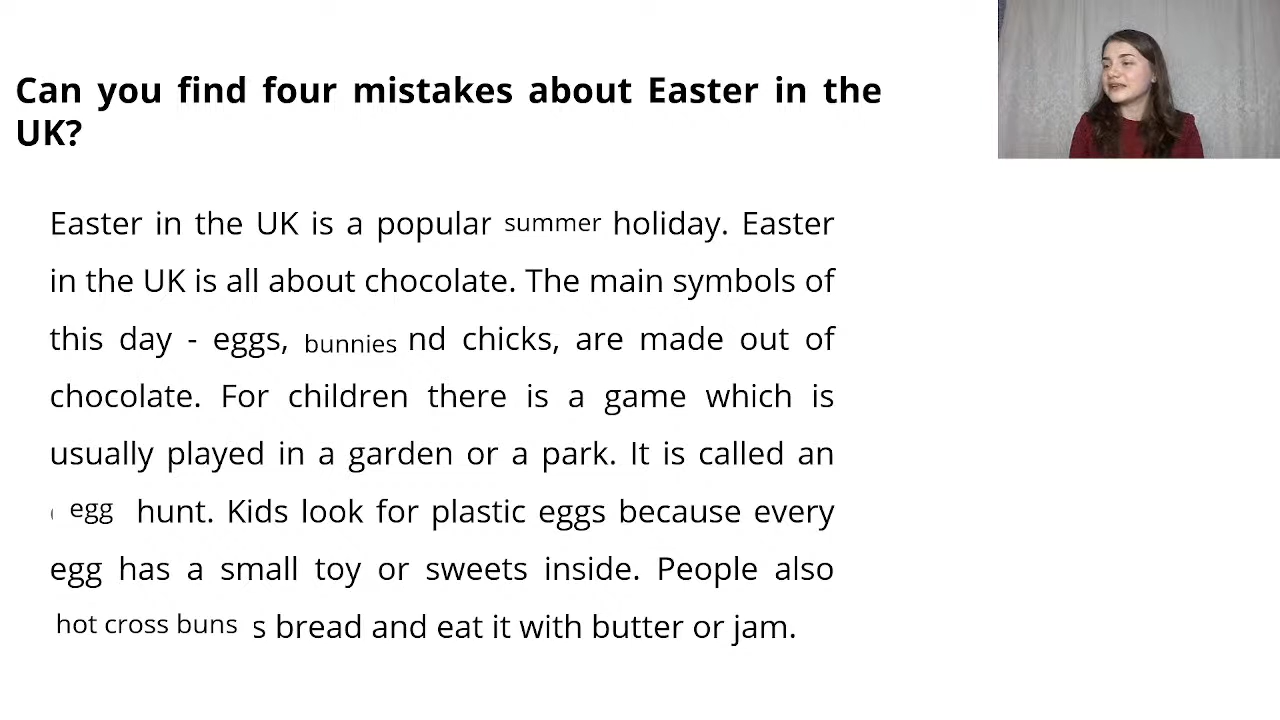 Can you find four mistakes about Easter in the
UK?
Easter in the UK is a popular summer holiday. Easter
in the UK is all about chocolate. The main symbols of
this day - eggs, bunnies nd chicks, are made out of
chocolate. For children there is a game which is
usually played in a garden or a park. It is called an
egg hunt. Kids look for plastic eggs because every
egg has a small toy or sweets inside. People also
hot cross buns s bread and eat it with butter or jam.